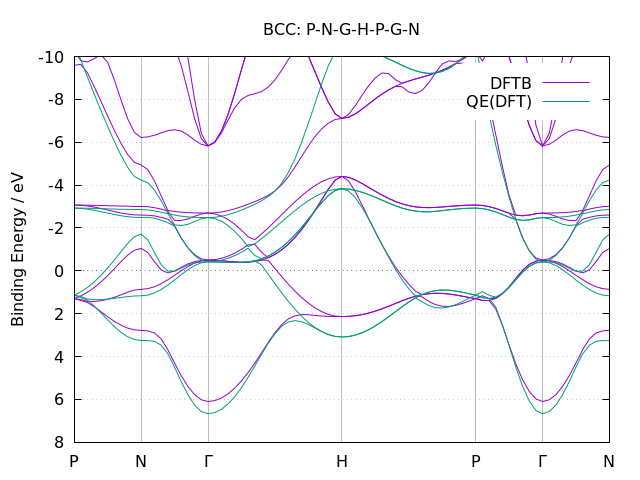 BCC: P-N-G-H-P-G-N
-10
-8
-6
-4
-2
0
2
4
6
8
Binding Energy / eV
DFTB
QE(DFT)
P N Γ H P Γ N